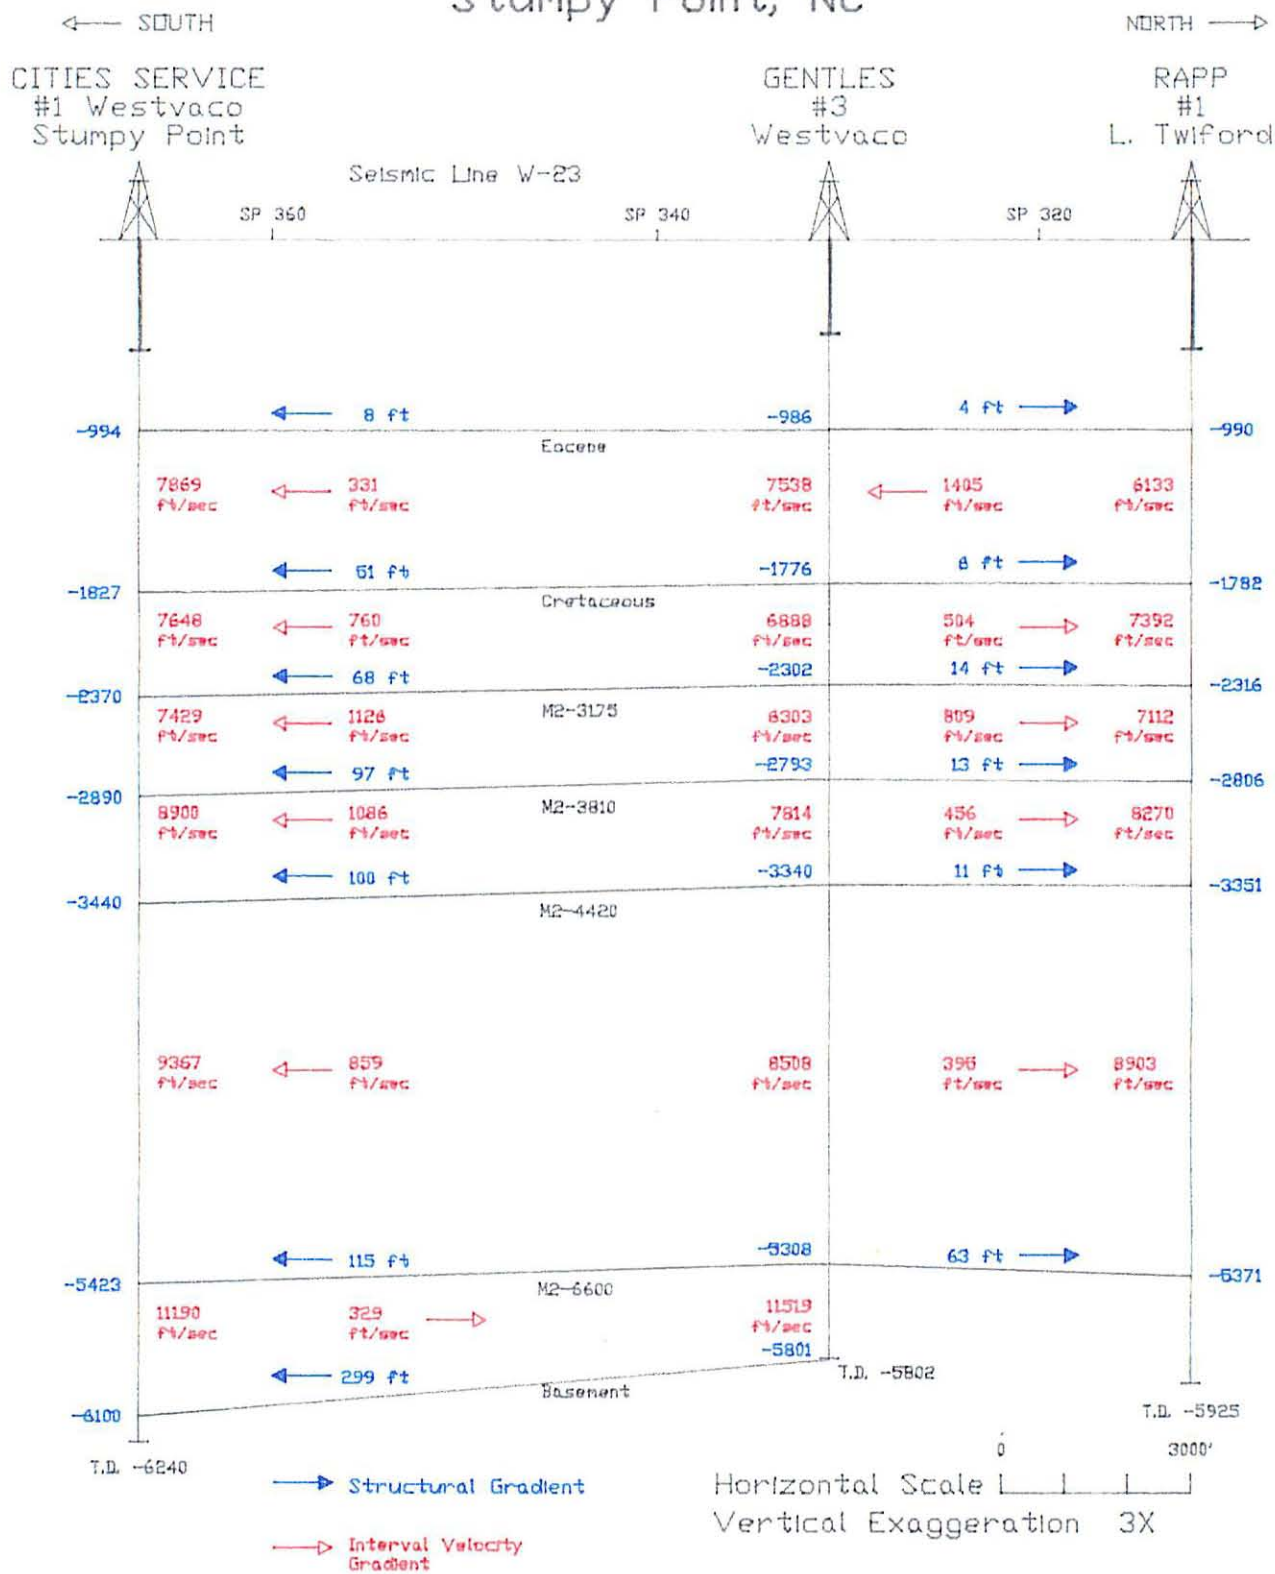 Stumpy Point, NC
SOUTH
NORTH
CITIES SERVICE
#1 Westvaco
Stumpy Point
GENTLES
#3
Westvaco
RAPP
#1
L. Twiford
Seismic Line W-23
SP 360
SP 340
SP 320
8 ft
4 ft
-994
-986
-990
Eocene
7869 331 7538 1405 6133
ft/sec ft/sec ft/sec ft/sec ft/sec
51 ft
-1776
-1827
-1782
Cretaceous
7648 760 6888 504 7392
ft/sec ft/sec ft/sec ft/sec ft/sec
68 ft
-2302
14 ft
-2370
-2316
M2-3175
7429 1126 6303 809 7112
ft/sec ft/sec ft/sec ft/sec ft/sec
97 ft
-2793
13 ft
-2890
-2806
M2-3810
8900 1086 7814 456 8270
ft/sec ft/sec ft/sec ft/sec ft/sec
100 ft
-3340
11 ft
-3440
-3351
M2-4420
9367 859 8508 395 8903
ft/sec ft/sec ft/sec ft/sec ft/sec
115 ft
-5308
63 ft
-5423
-5371
M2-6600
11190 329 11519
ft/sec ft/sec ft/sec
-5801
299 ft
T.D. -5802
Basement
-6100
T.D. -5925
T.D. -6240
0 3000'
Structural Gradient
Horizontal Scale
Vertical Exaggeration 3X
Interval Velocity
Gradient